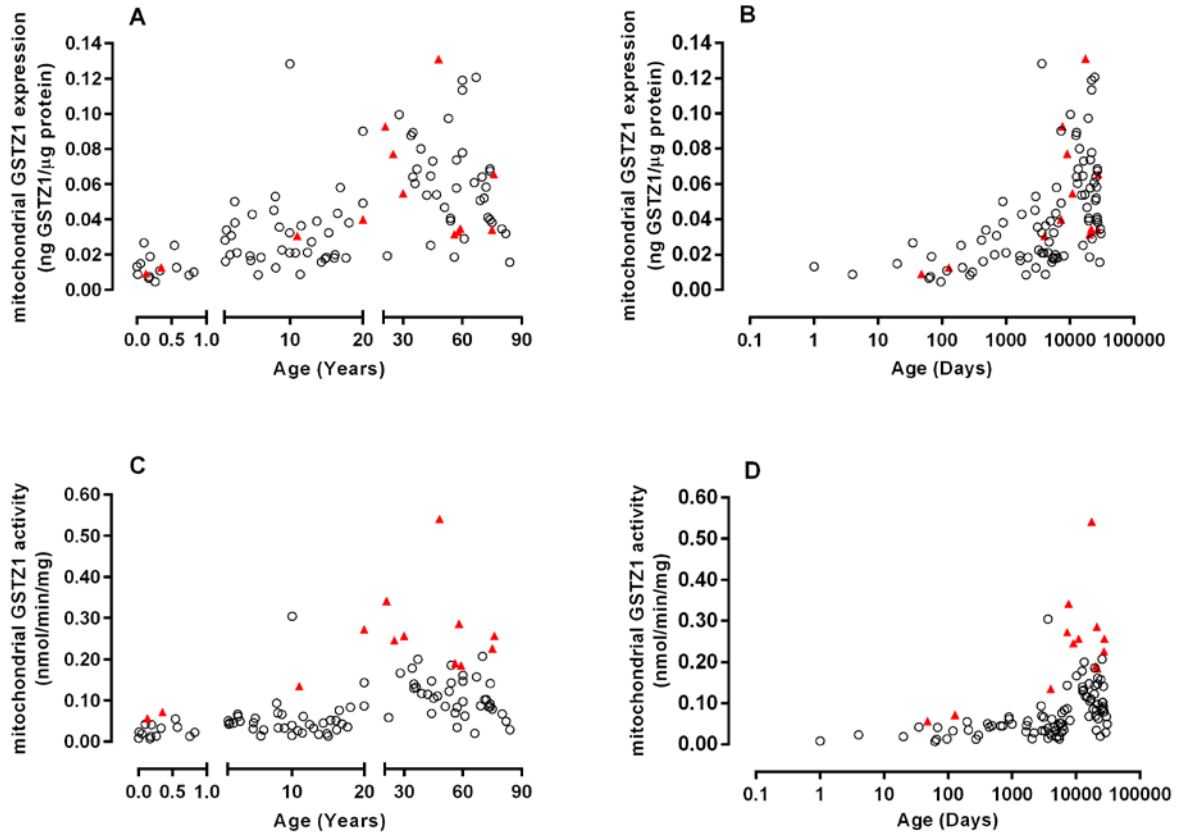 A
mitochondrial GSTZ1 expression
(ng GSTZ1/µg protein)
0.14
0.12
0.10
0.08
0.06
0.04
0.02
0.00
0.0 0.5 1.0 10 20 30 60 90
Age (Years)
B
mitochondrial GSTZ1 expression
(ng GSTZ1/µg protein)
0.14
0.12
0.10
0.08
0.06
0.04
0.02
0.00
0.1 1 10 100 1000 10000 100000
Age (Days)
C
mitochondrial GSTZ1 activity
(nmol/min/mg)
0.60
0.50
0.40
0.30
0.20
0.10
0.00
0.0 0.5 1.0 10 20 30 60 90
Age (Years)
D
mitochondrial GSTZ1 activity
(nmol/min/mg)
0.60
0.50
0.40
0.30
0.20
0.10
0.00
0.1 1 10 100 1000 10000 100000
Age (Days)